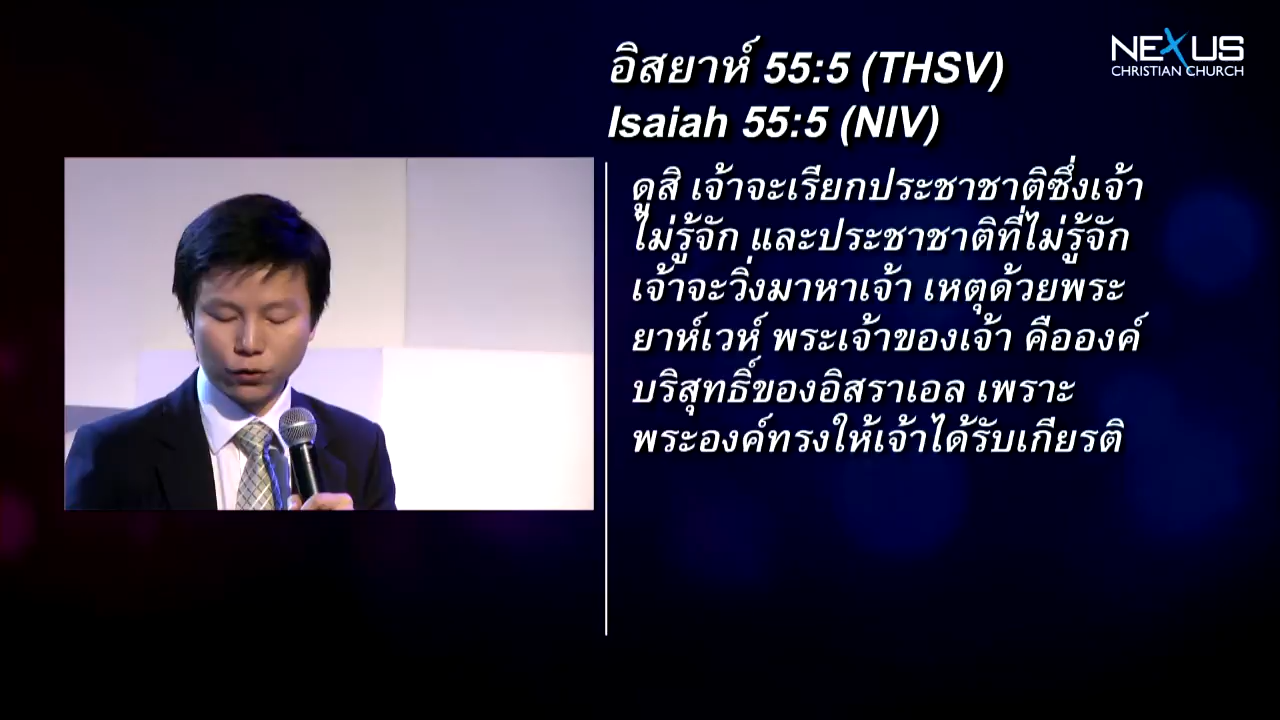 NEXUS
CHRISTIAN CHURCH
อิสยาห์ 55:5 (THSV)
Isaiah 55:5 (NIV)
ดูสิ เจ้าจะเรียกประชาชาติซึ่งเจ้า
ไม่รู้จัก และประชาชาติที่ไม่รู้จัก
เจ้าจะวิ่งมาหาเจ้า เหตุด้วยพระ
ยาห์เวห์ พระเจ้าของเจ้า คือองค์
บริสุทธิ์ของอิสราเอล เพราะ
พระองค์ทรงให้เจ้าได้รับเกียรติ